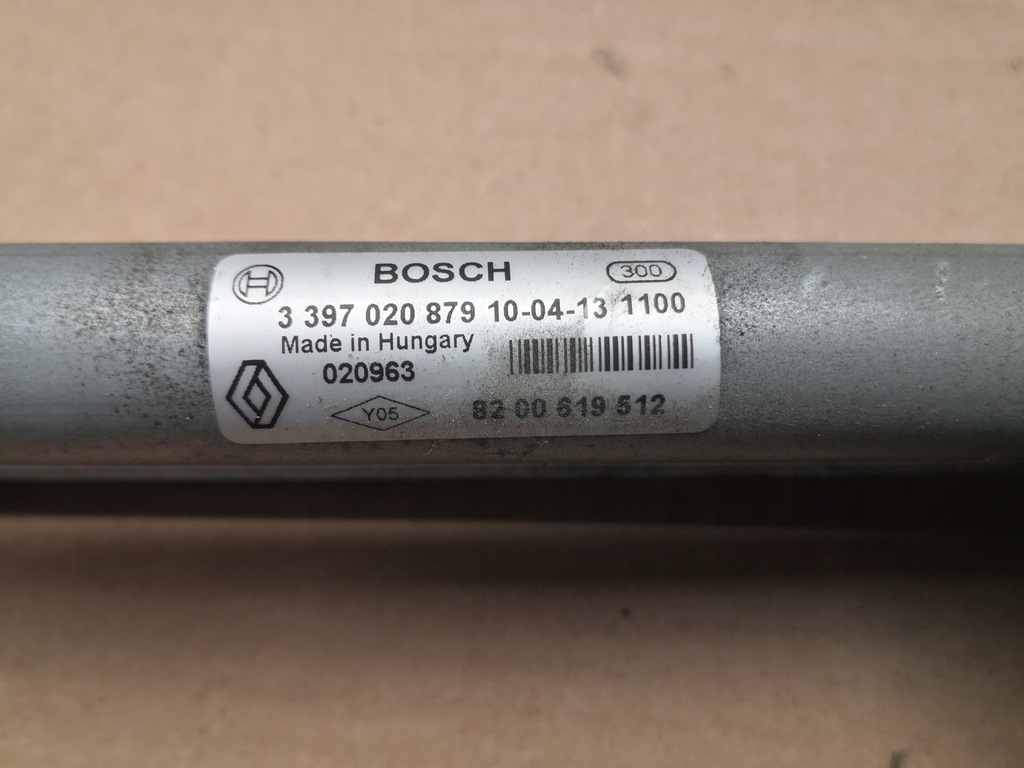 BOSCH 300
3 397 020 879 10-04-13 1100
Made in Hungary
020963
Y05 82 00 619 512